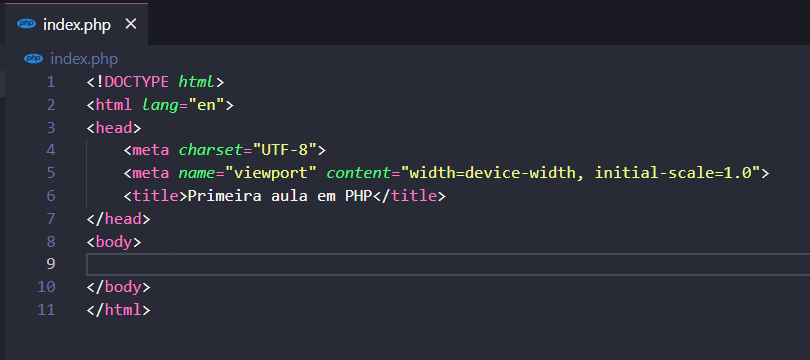 php index.php ×
php index.php
1 <!DOCTYPE html>
2 <html lang="en">
3 <head>
4     <meta charset="UTF-8">
5     <meta name="viewport" content="width=device-width, initial-scale=1.0">
6     <title>Primeira aula em PHP</title>
7 </head>
8 <body>
9
10 </body>
11 </html>